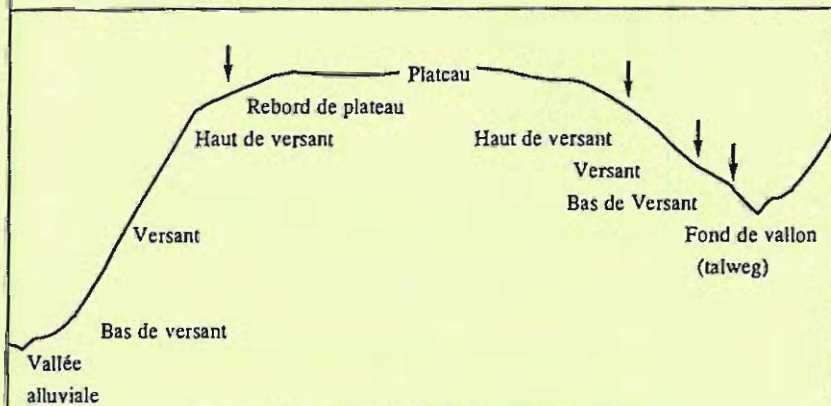 Plateau
Rebord de plateau
Haut de versant
Haut de versant
Versant
Bas de Versant
Versant
Fond de vallon
(talweg)
Bas de versant
Vallée
alluviale